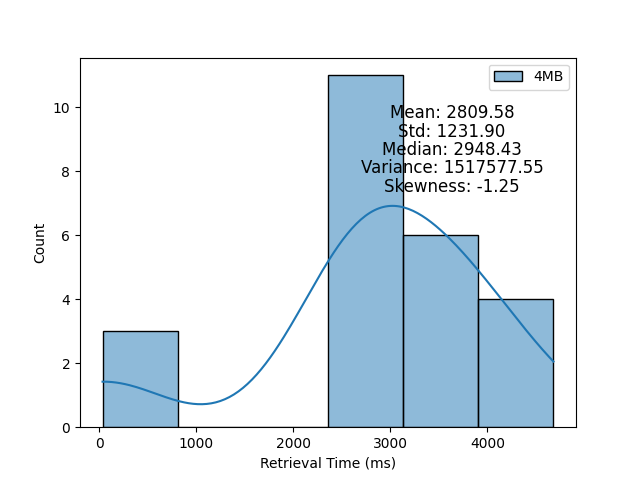 4MB
Mean: 2809.58
Std: 1231.90
Median: 2948.43
Variance: 1517577.55
Skewness: -1.25
Count
10
8
6
4
2
0
0 1000 2000 3000 4000
Retrieval Time (ms)